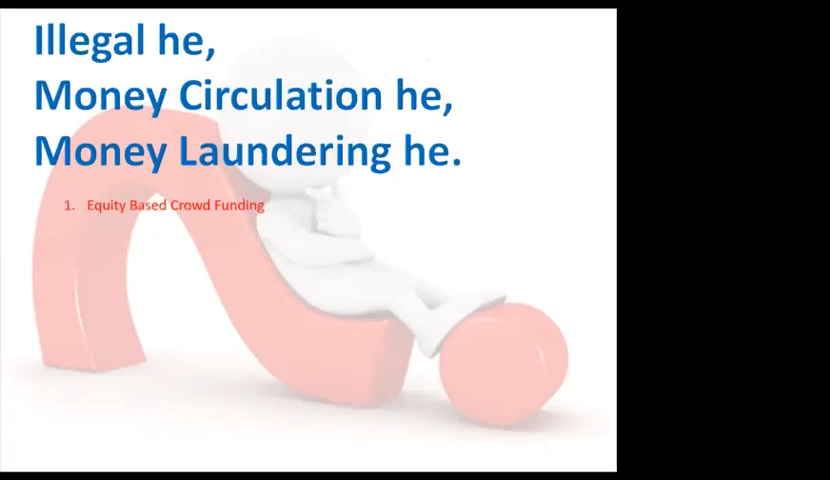 Illegal he,
Money Circulation he,
Money Laundering he.
1. Equity Based Crowd Funding